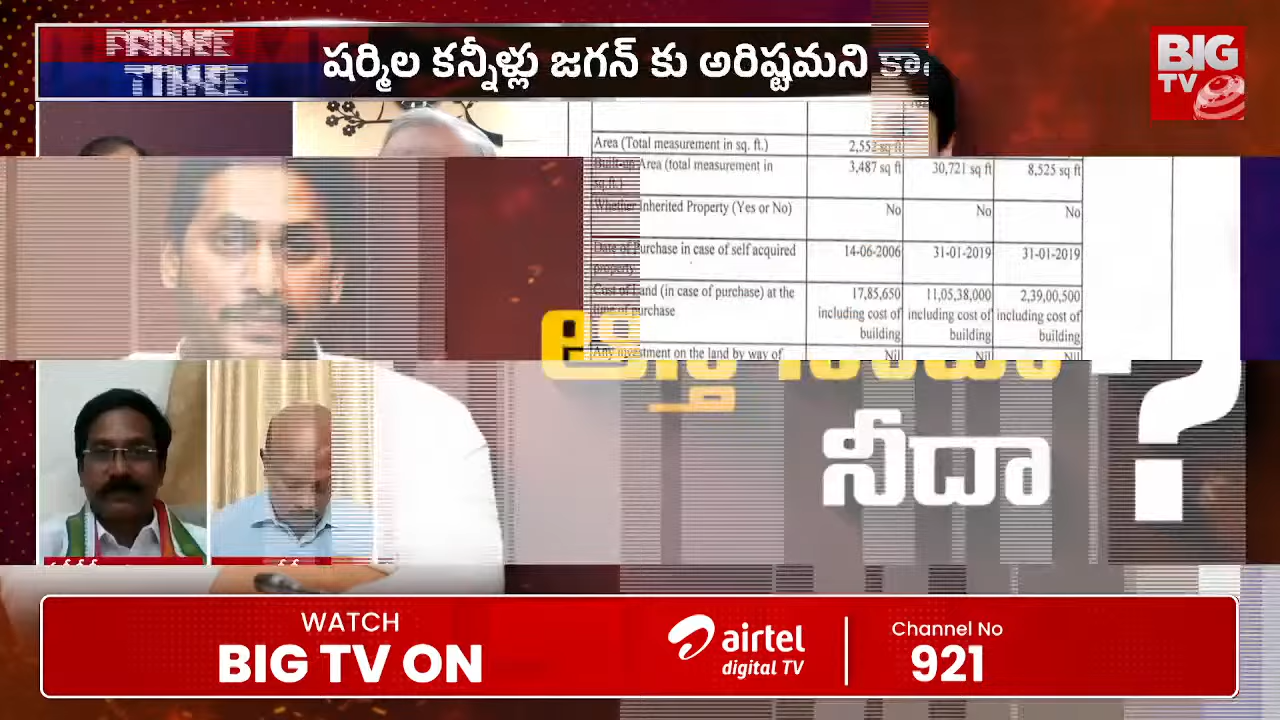 PRIME
TIME
షర్మిల కన్నీళ్లు జగన్ కు అరిష్టమని
BIG
TV
Area (Total measurement in sq. ft.)
Built-up Area (total measurement in sq.ft.) 3,487 sq ft 30,721 sq ft 8,525 sq ft
Whether Inherited Property (Yes or No) No No No
Date of Purchase in case of self acquired property 14-06-2006 31-01-2019 31-01-2019
Cost of Land (in case of purchase) at the time of purchase 17,85,650 including cost of building 11,05,38,000 including cost of building 2,39,00,500 including cost of building
Any investment on the land by way of Nil Nil Nil
నీదా ?
WATCH
BIG TV ON
airtel
digital TV
Channel No
921